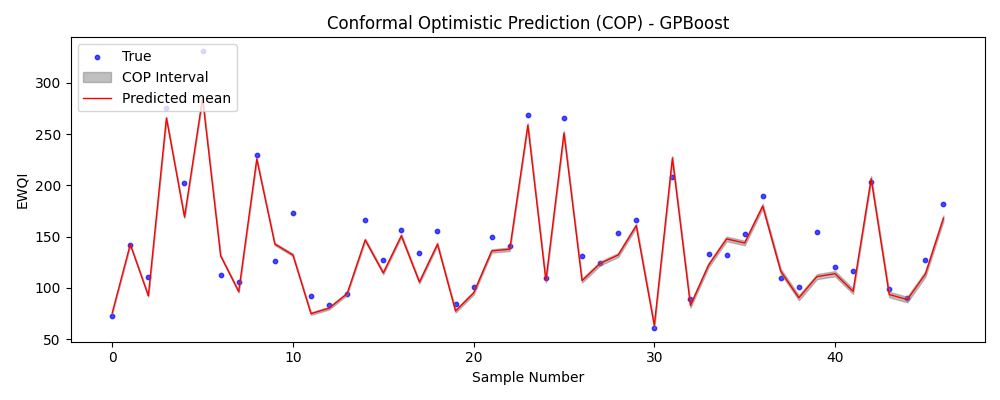 Conformal Optimistic Prediction (COP) - GPBoost
True
COP Interval
Predicted mean
EWQI
300
250
200
150
100
50
0
10
20
30
40
Sample Number